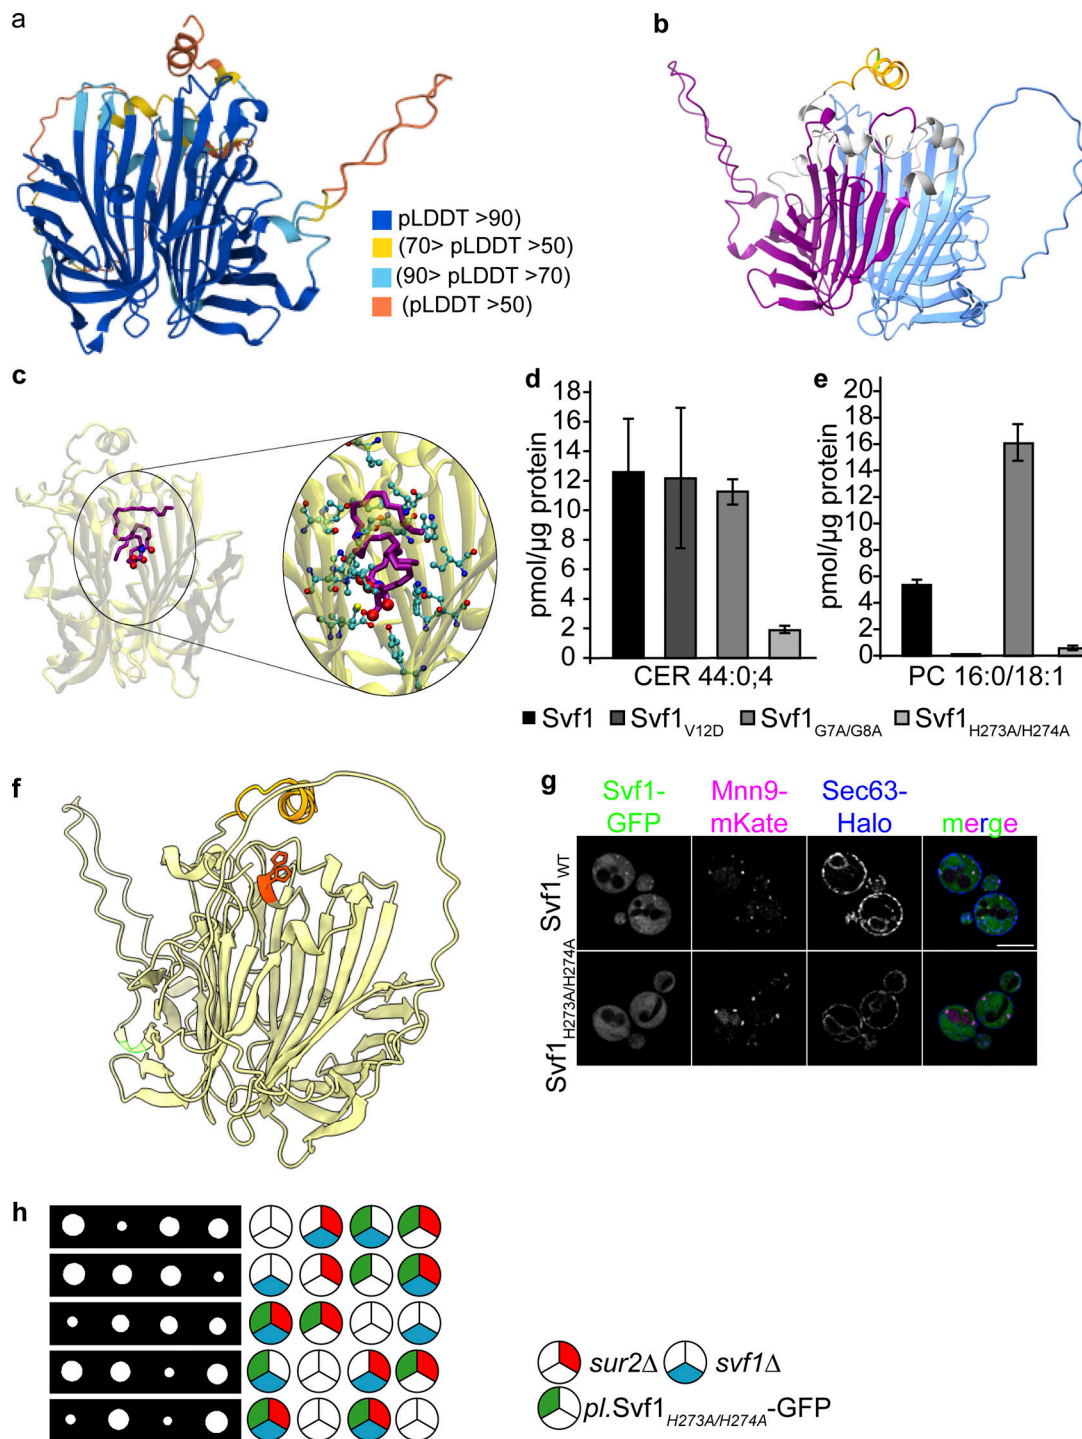 a
b
pLDDT >90)
(70> pLDDT >50)
(90> pLDDT >70)
(pLDDT >50)
c
d
e
pmol/µg protein
18
16
14
12
10
8
6
4
2
0
CER 44:0;4
pmol/µg protein
20
18
16
14
12
10
8
6
4
2
0
PC 16:0/18:1
Svf1 Svf1V12D Svf1G7A/G8A Svf1H273A/H274A
f
g
Svf1-GFP
Mnn9-mKate
Sec63-Halo
merge
Svf1WT
Svf1H273A/H274A
h
sur2Δ svf1Δ
pl.Svf1H273A/H274A-GFP